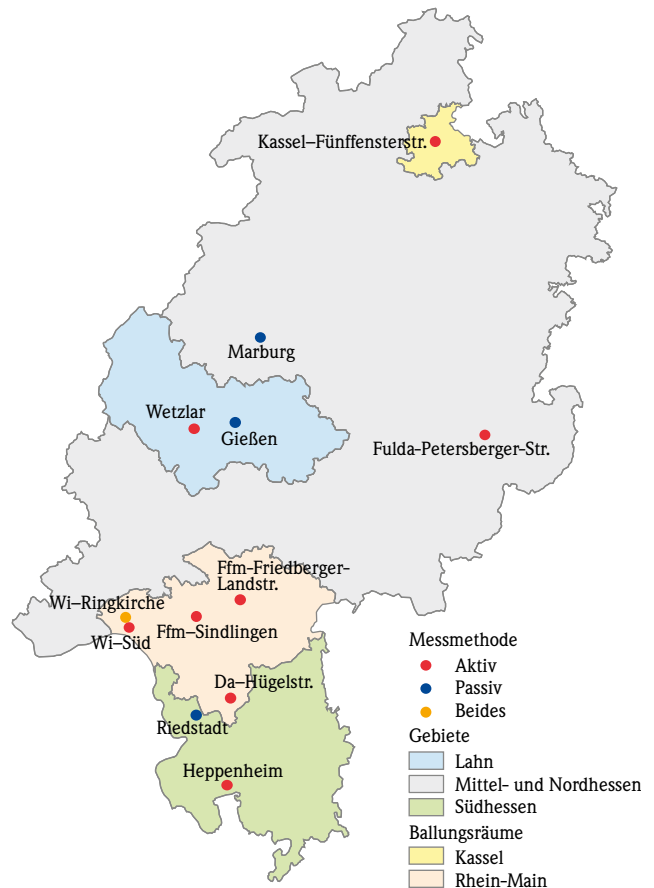 Kassel–Fünffensterstr.
Marburg
Wetzlar
Gießen
Fulda-Petersberger-Str.
Ffm-Friedberger-
Landstr.
Wi–Ringkirche
Ffm–Sindlingen
Wi–Süd
Da–Hügelstr.
Riedstadt
Heppenheim
Messmethode
Aktiv
Passiv
Beides
Gebiete
Lahn
Mittel- und Nordhessen
Südhessen
Ballungsräume
Kassel
Rhein-Main